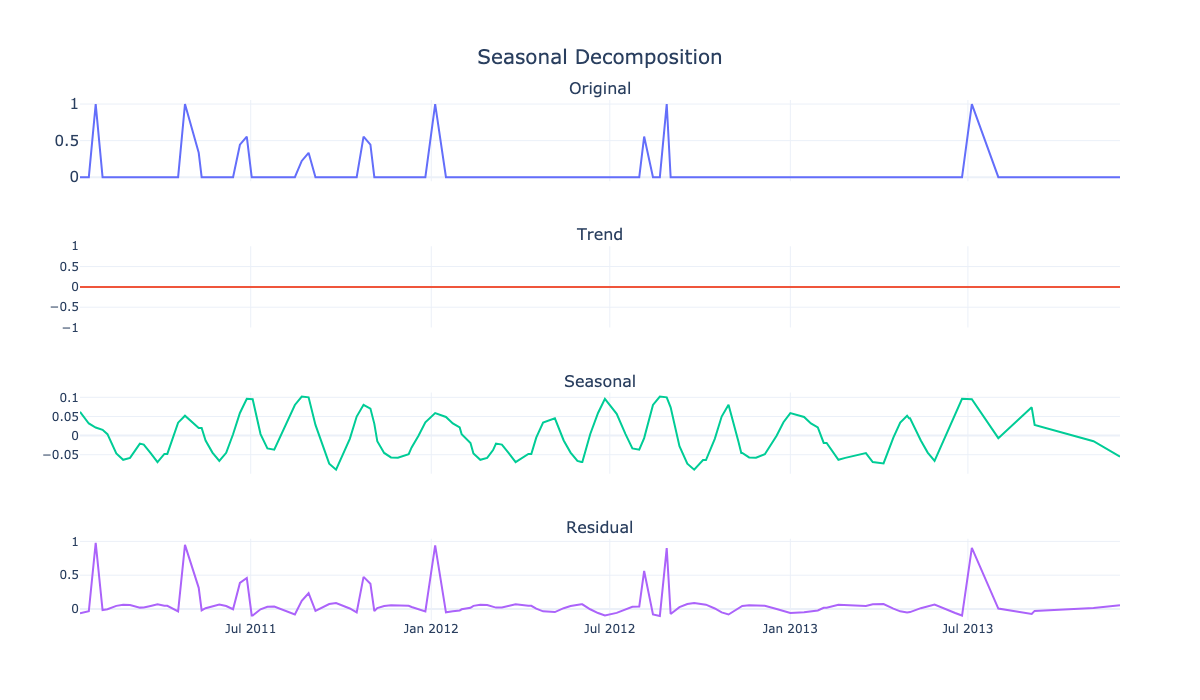 Seasonal Decomposition
Original
1
0.5
0
Trend
1
0.5
0
−0.5
−1
Seasonal
0.1
0.05
0
−0.05
Residual
1
0.5
0
Jul 2011 Jan 2012 Jul 2012 Jan 2013 Jul 2013